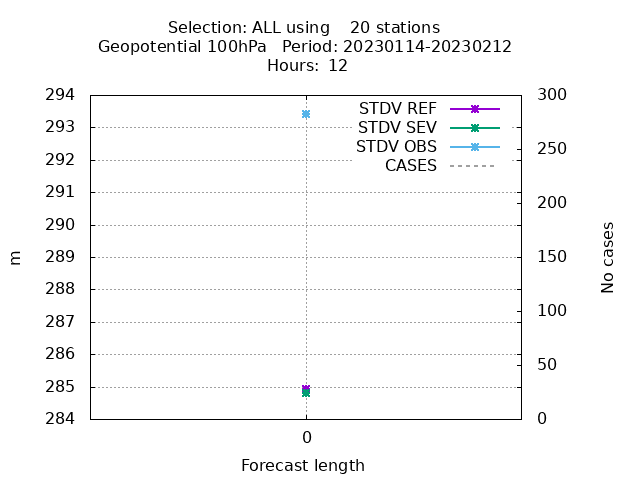 Selection: ALL using    20 stations
Geopotential 100hPa   Period: 20230114-20230212
Hours:  12
294
293
292
291
290
289
288
287
286
285
284
m
STDV REF
STDV SEV
STDV OBS
CASES
300
250
200
150
100
50
0
No cases
0
Forecast length